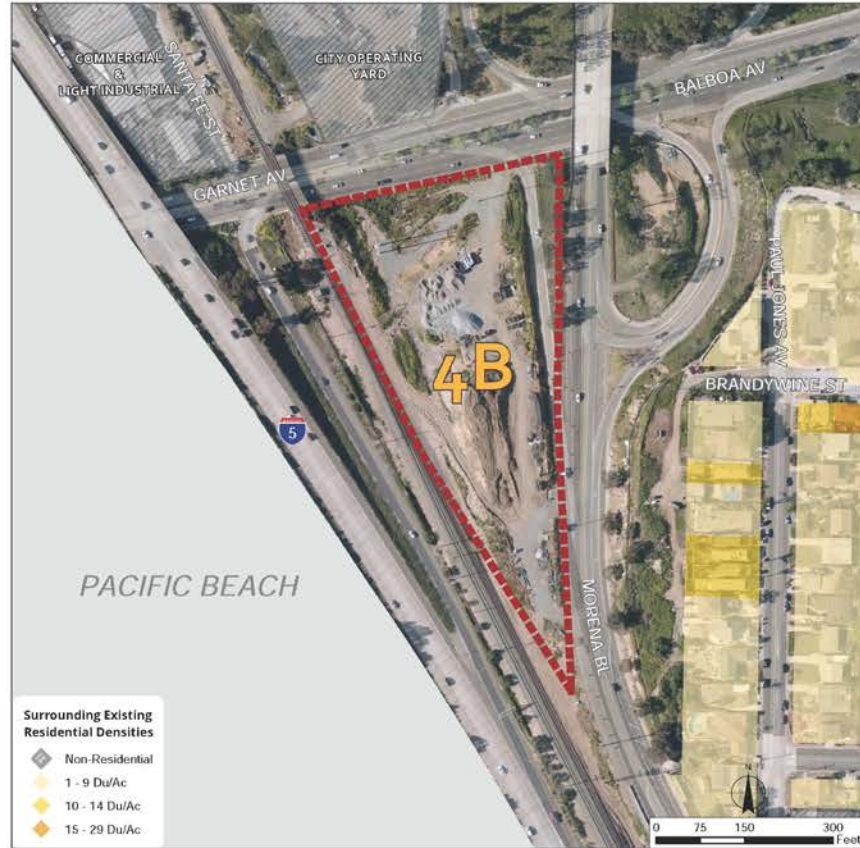 COMMERCIAL
&
LIGHT INDUSTRIAL
SANTA FE ST
CITY OPERATING
YARD
BALBOA AV
GARNET AV
PAUL JONES AV
4B
BRANDYWINE ST
5
PACIFIC BEACH
MORENA BL
Surrounding Existing
Residential Densities
Non-Residential
1 - 9 Du/Ac
10 - 14 Du/Ac
15 - 29 Du/Ac
N
0 75 150 300
Feet